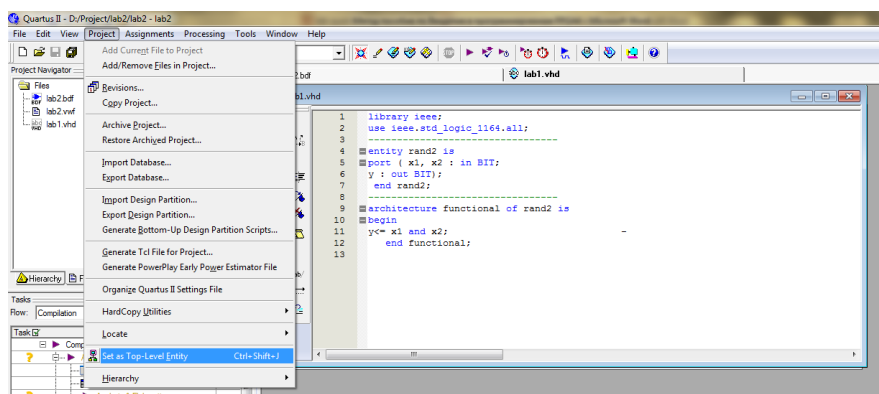 Quartus II - D:/Project/lab2/lab2 - lab2
File Edit View Project Assignments Processing Tools Window Help
Project Navigator
Files
lab2.bdf
lab2.vwf
lab1.vhd
Hierarchy F
Tasks
Flow: Compilation
Task
Comp
Add Current File to Project
Add/Remove Files in Project...
Revisions...
Copy Project...
Archive Project...
Restore Archived Project...
Import Database...
Export Database...
Import Design Partition...
Export Design Partition...
Generate Bottom-Up Design Partition Scripts...
Generate Tcl File for Project...
Generate PowerPlay Early Power Estimator File
Organize Quartus II Settings File
HardCopy Utilities
Locate
Set as Top-Level Entity Ctrl+Shift+J
Hierarchy
2.bdf
lab1.vhd
b1.vhd
1 library ieee;
2 use ieee.std_logic_1164.all;
3 ---------------------------------
4 entity rand2 is
5 port ( x1, x2 : in BIT;
6 y : out BIT);
7 end rand2;
8 ---------------------------------
9 architecture functional of rand2 is
10 begin
11 y<= x1 and x2;
12 end functional;
13